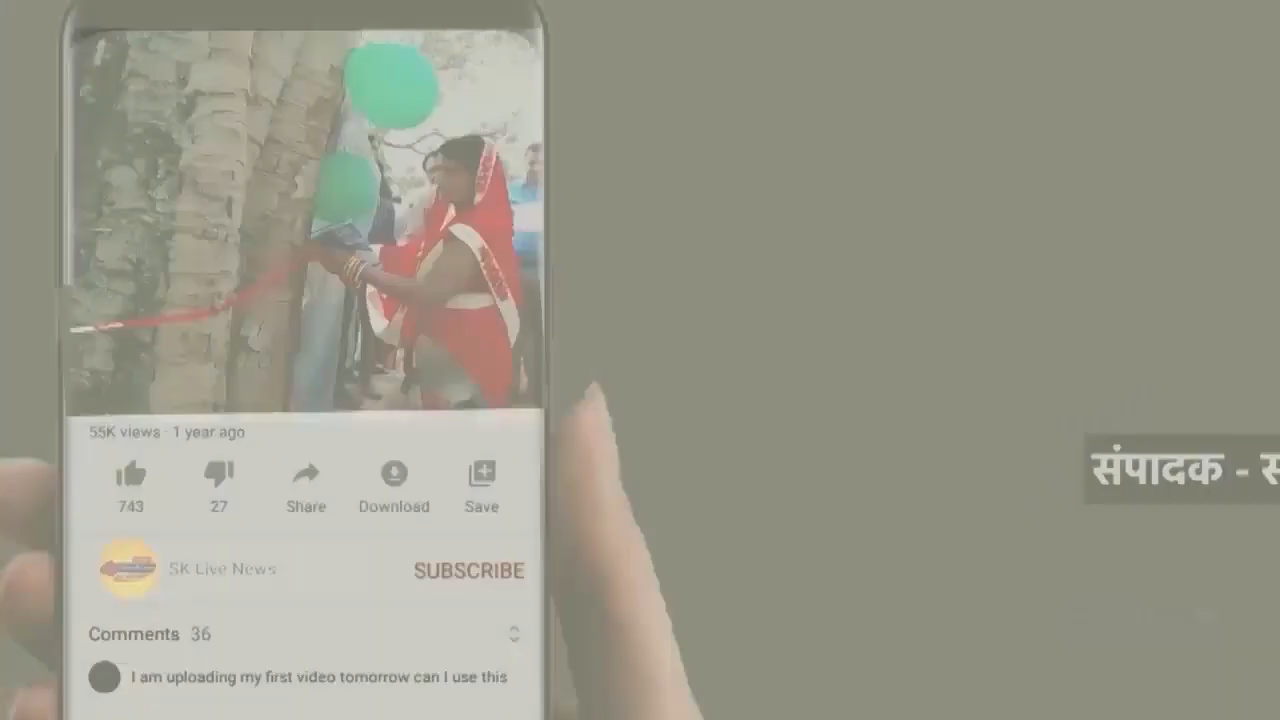 55K views · 1 year ago
743
27
Share
Download
Save
SK Live News
SUBSCRIBE
Comments 36
I am uploading my first video tomorrow can I use this
संपादक -